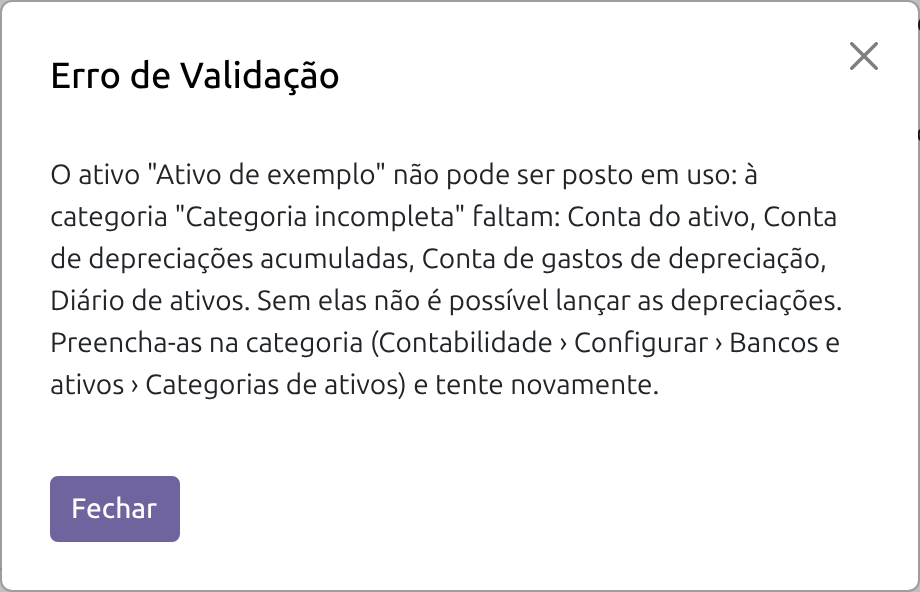 Erro de Validação
O ativo "Ativo de exemplo" não pode ser posto em uso: à
categoria "Categoria incompleta" faltam: Conta do ativo, Conta
de depreciações acumuladas, Conta de gastos de depreciação,
Diário de ativos. Sem elas não é possível lançar as depreciações.
Preencha-as na categoria (Contabilidade › Configurar › Bancos e
ativos › Categorias de ativos) e tente novamente.
Fechar